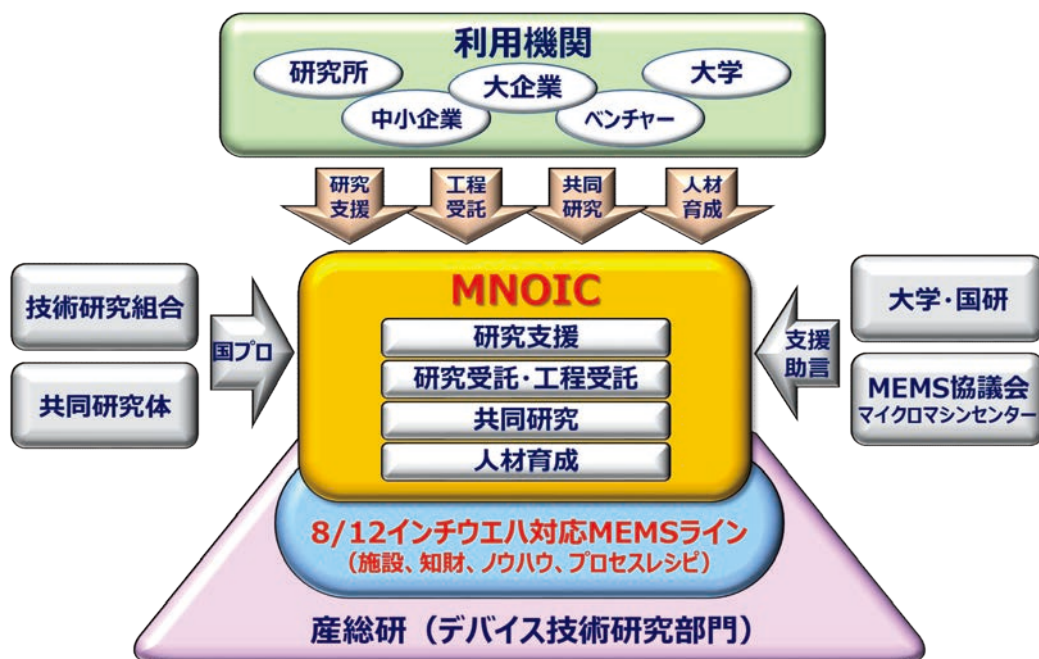 利用機関
研究所
大企業
大学
中小企業
ベンチャー
研究
支援
工程
受託
共同
研究
人材
育成
技術研究組合
共同研究体
国プロ
MNOIC
研究支援
研究受託・工程受託
共同研究
人材育成
支援
助言
大学・国研
MEMS協議会
マイクロマシンセンター
8/12インチウエハ対応MEMSライン
（施設、知財、ノウハウ、プロセスレシピ）
産総研（デバイス技術研究部門）